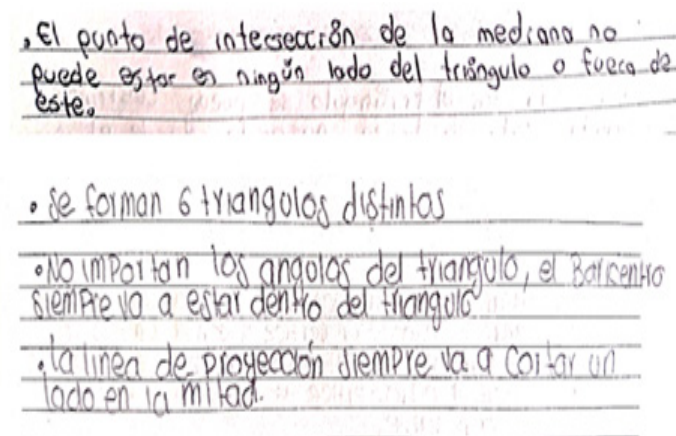 • El punto de intersección de la mediana no
puede estar en ningún lado del triángulo o fuera de
este.
• Se forman 6 triangulos distintos
• No importan los angulos del triangulo, el Baricentro
siempre va a estar dentro del triangulo
• la linea de proyección siempre va a cortar un
lado en la mitad.